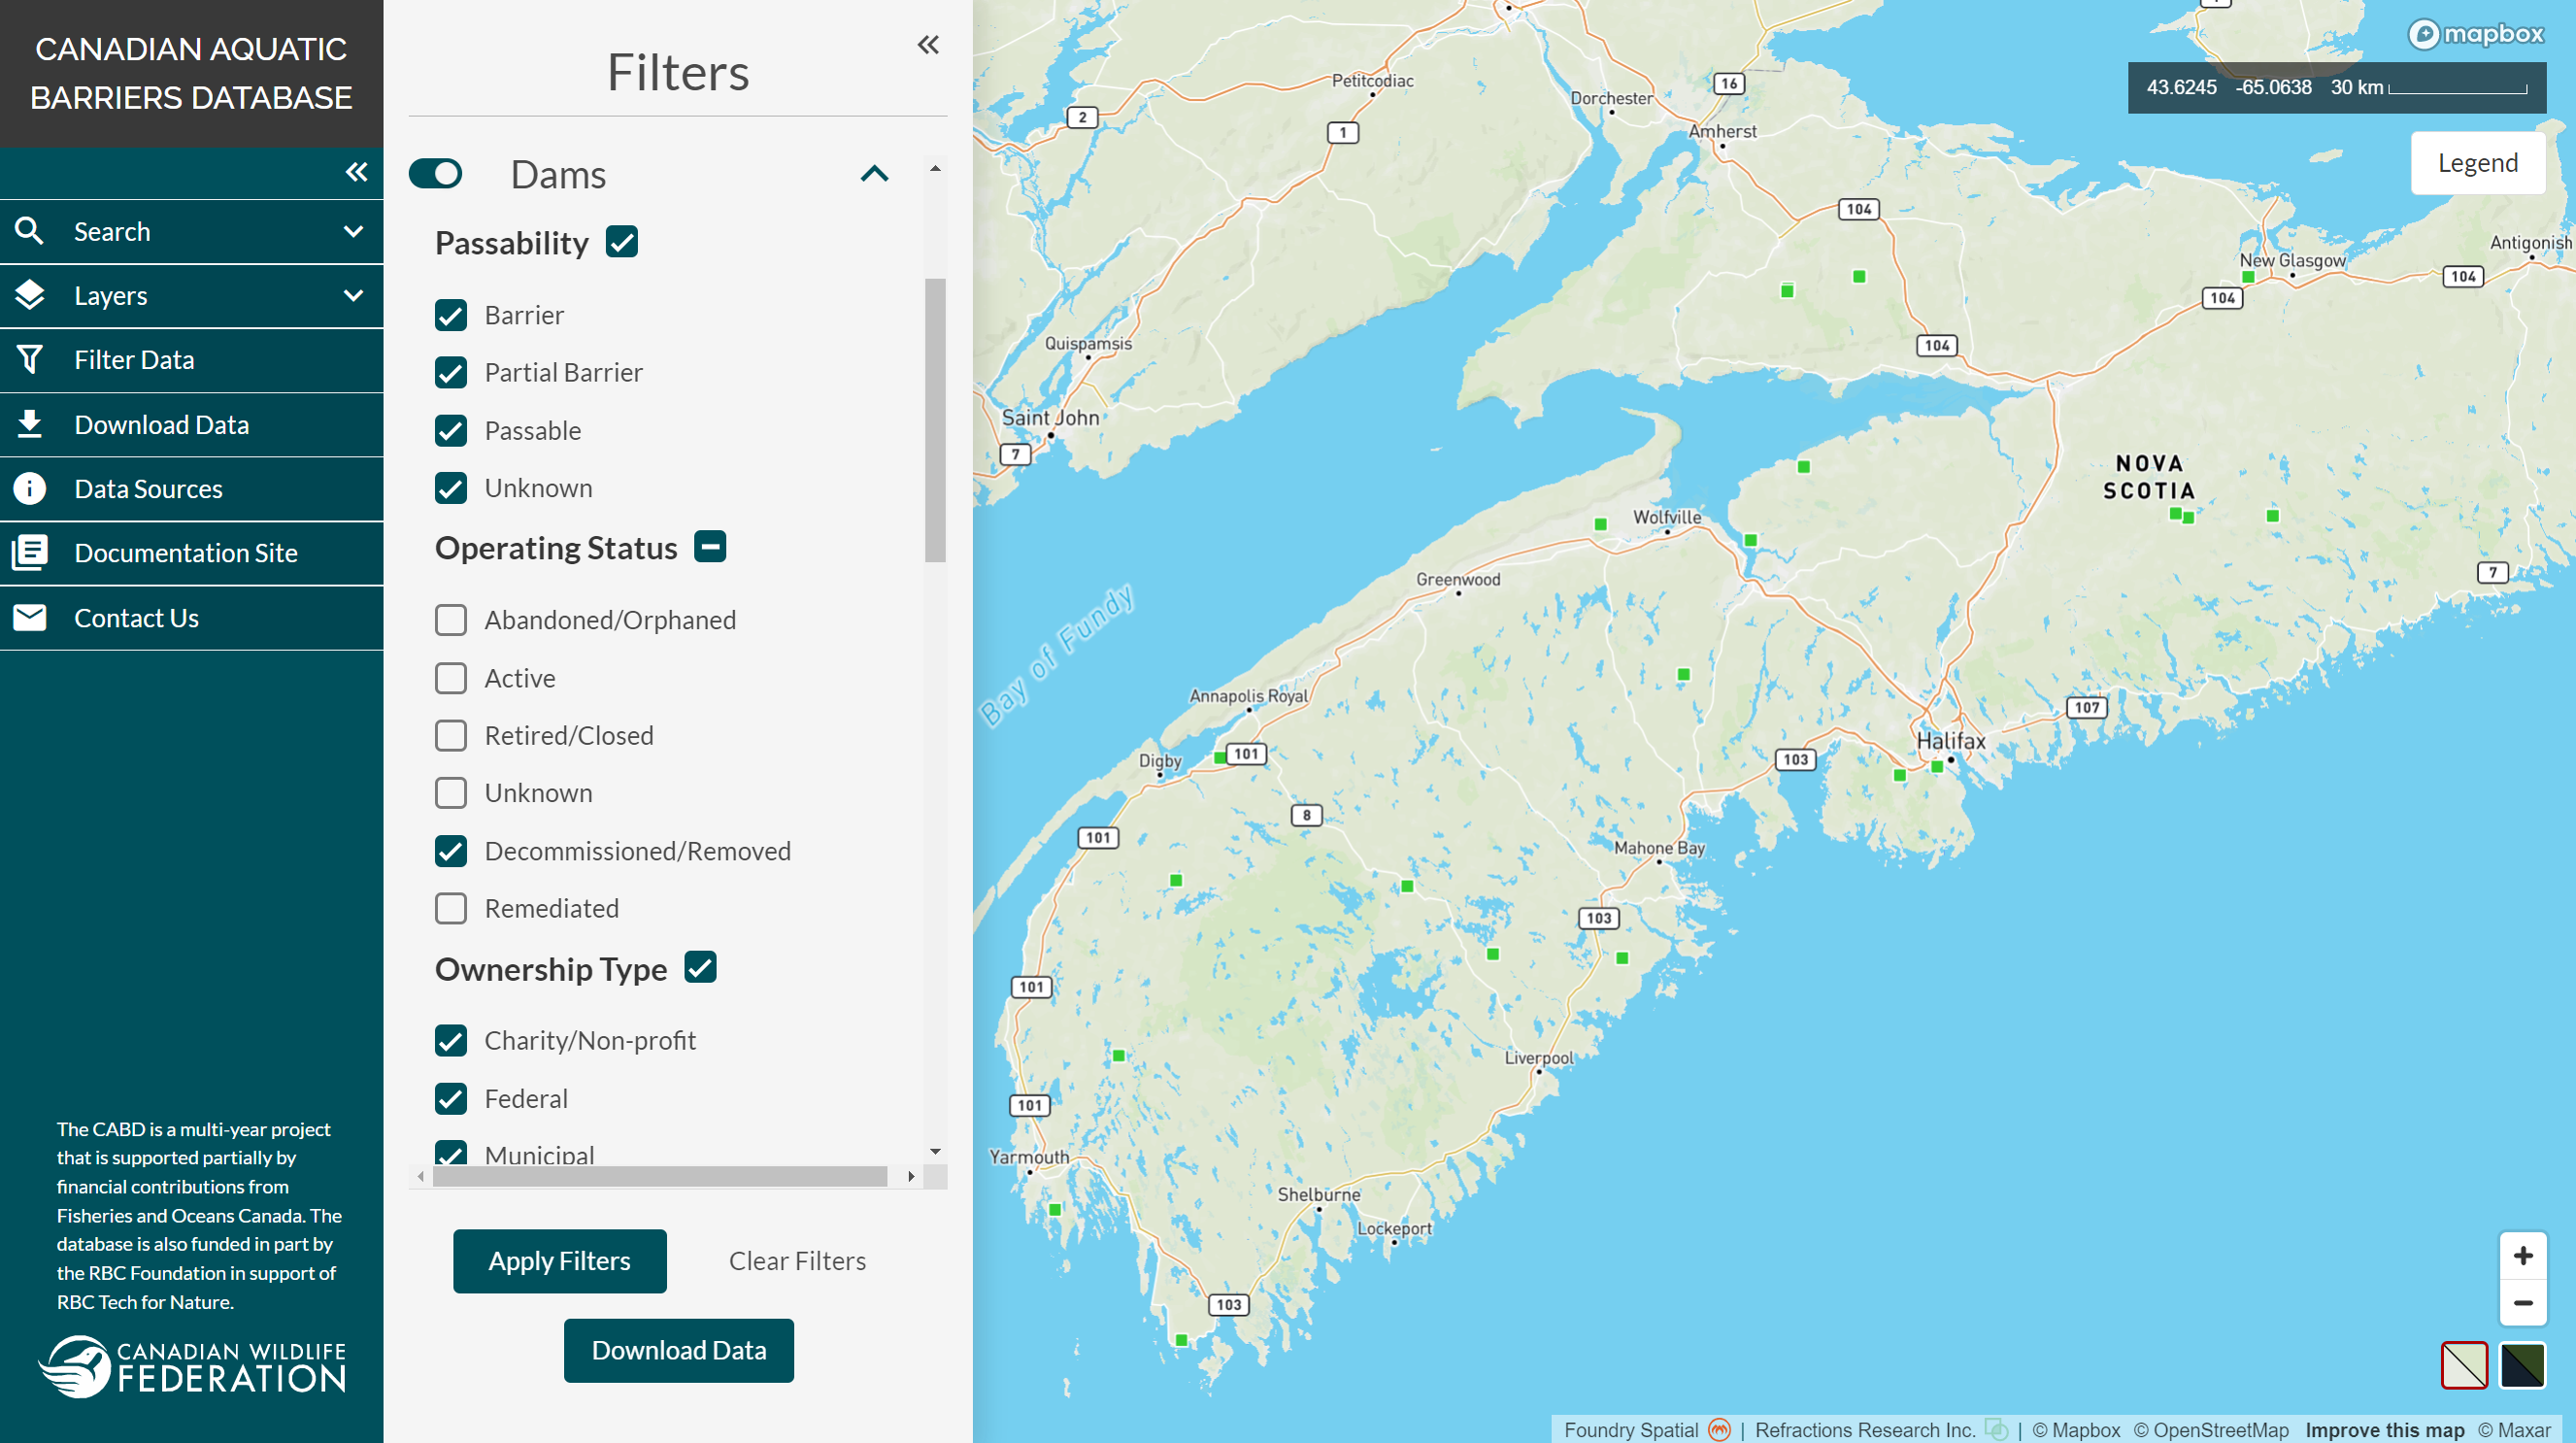 CANADIAN AQUATIC
BARRIERS DATABASE
Search
Layers
Filter Data
Download Data
Data Sources
Documentation Site
Contact Us
The CABD is a multi-year project
that is supported partially by
financial contributions from
Fisheries and Oceans Canada. The
database is also funded in part by
the RBC Foundation in support of
RBC Tech for Nature.
CANADIAN WILDLIFE
FEDERATION
Filters
Dams
Passability
Barrier
Partial Barrier
Passable
Unknown
Operating Status
Abandoned/Orphaned
Active
Retired/Closed
Unknown
Decommissioned/Removed
Remediated
Ownership Type
Charity/Non-profit
Federal
Municipal
Apply Filters
Clear Filters
Download Data
mapbox
43.6245 -65.0638 30 km
Legend
Petitcodiac
Dorchester
16
2
1
Amherst
104
Antigonish
New Glasgow
104
104
Quispamsis
104
Saint John
7
NOVA
SCOTIA
Wolfville
Greenwood
7
Bay of Fundy
Annapolis Royal
107
Halifax
101
Digby
103
8
101
Mahone Bay
103
101
Liverpool
101
Yarmouth
Shelburne
Lockeport
103
+
−
Foundry Spatial | Refractions Research Inc. | © Mapbox © OpenStreetMap Improve this map © Maxar